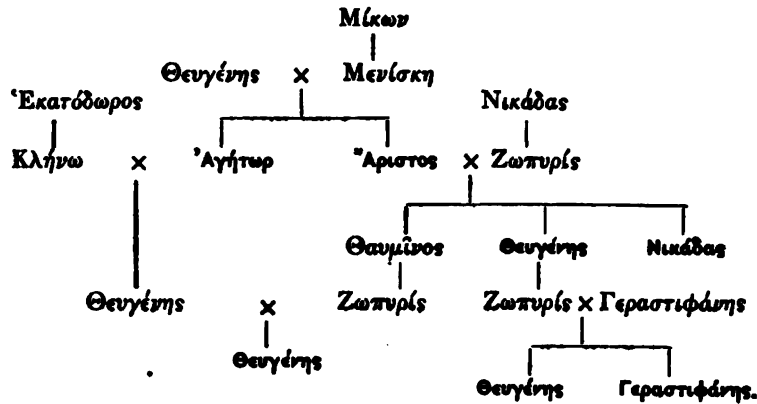 Μίκων
Θευγένης × Μενίσκη
Ἑκατόδωρος Νικάδας
Κλήνω × Ἀγήτωρ Ἄριστος × Ζωπυρίς
Θαυμῖνος Θευγένης Νικάδας
Θευγένης × Ζωπυρίς Ζωπυρίς × Γεραστιφάνης
Θευγένης
Θευγένης Γεραστιφάνης.